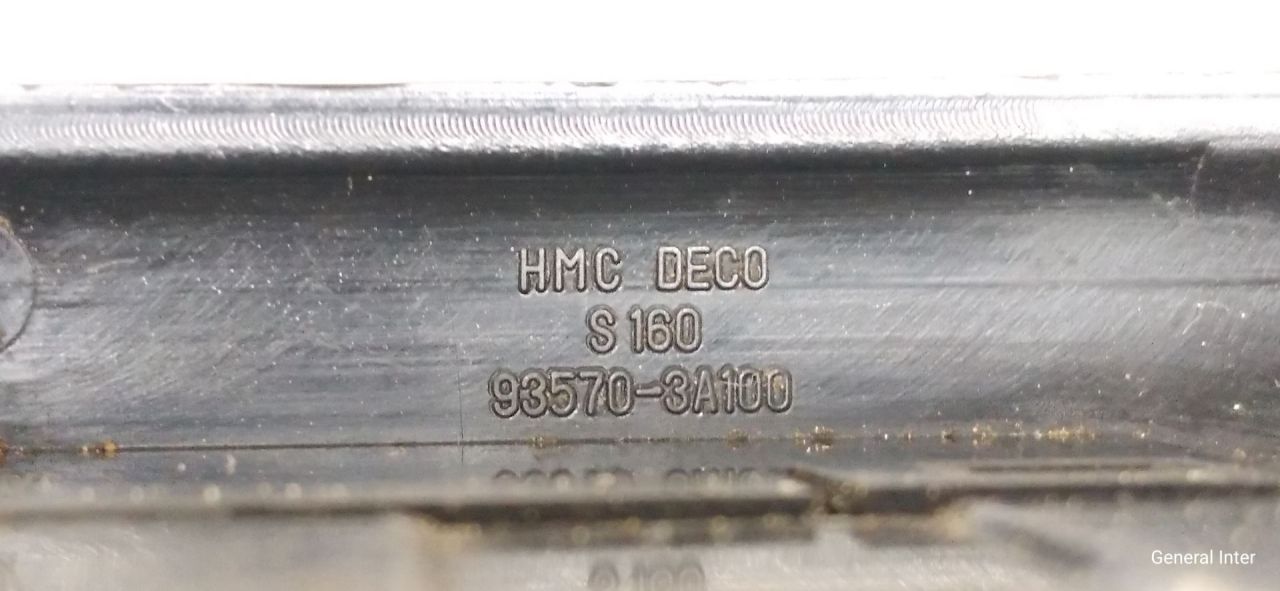 HMC DECO
S 160
93570-3A100
General Inter